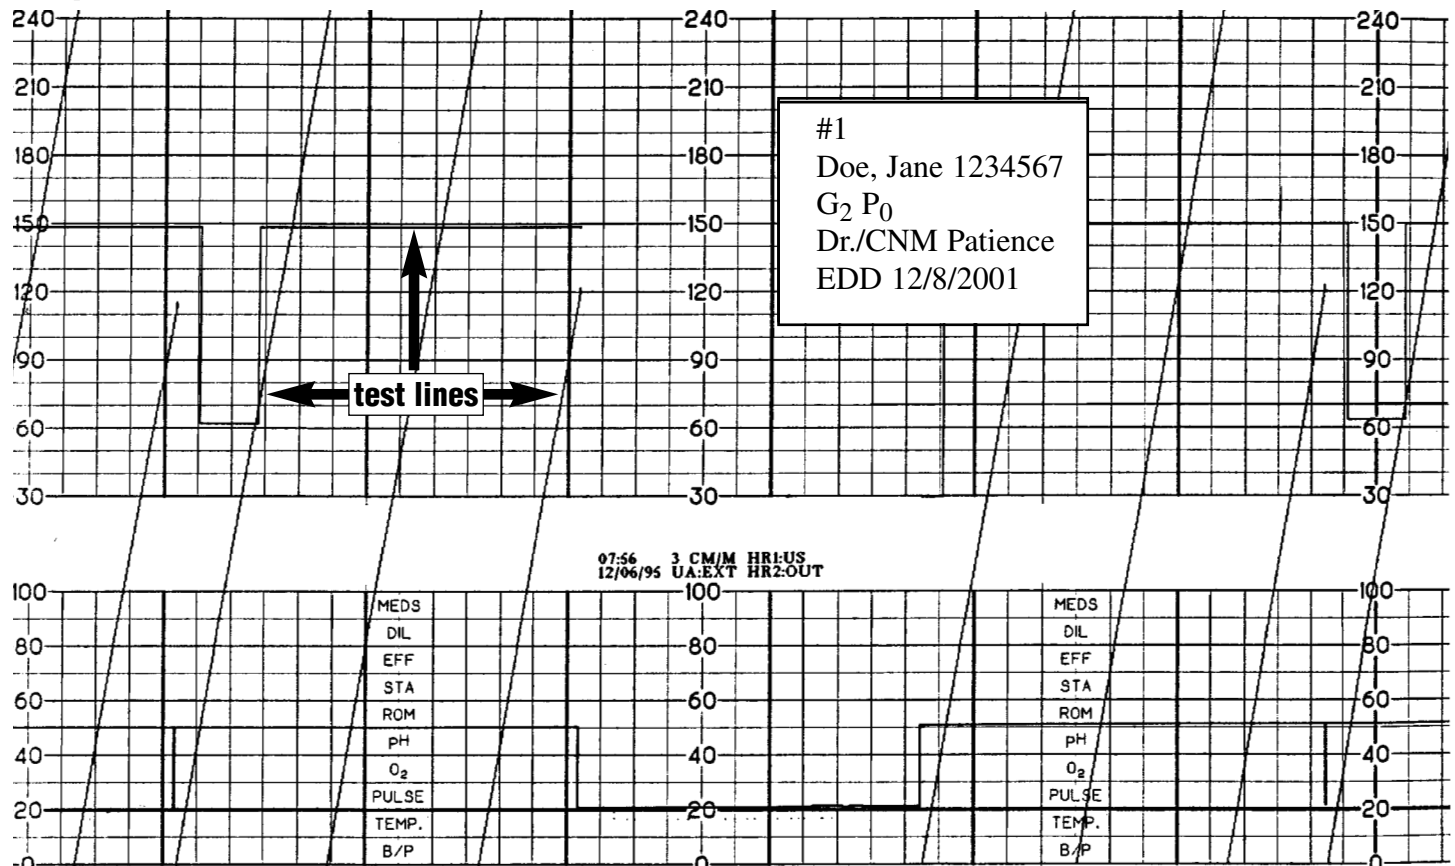 240 240
210 210
180 180
150 150 150
120 120 120
90 90 90
60 60 60
30 30 30
#1
Doe, Jane 1234567
G2 P0
Dr./CNM Patience
EDD 12/8/2001
test lines
07:56 3 CM/M HR1:US
12/06/95 UA:EXT HR2:OUT
100 100 100
80 80 80
60 60 60
40 40 40
20 20 20
0 0 0
MEDS
DIL
EFF
STA
ROM
pH
O2
PULSE
TEMP.
B/P
MEDS
DIL
EFF
STA
ROM
pH
O2
PULSE
TEMP.
B/P